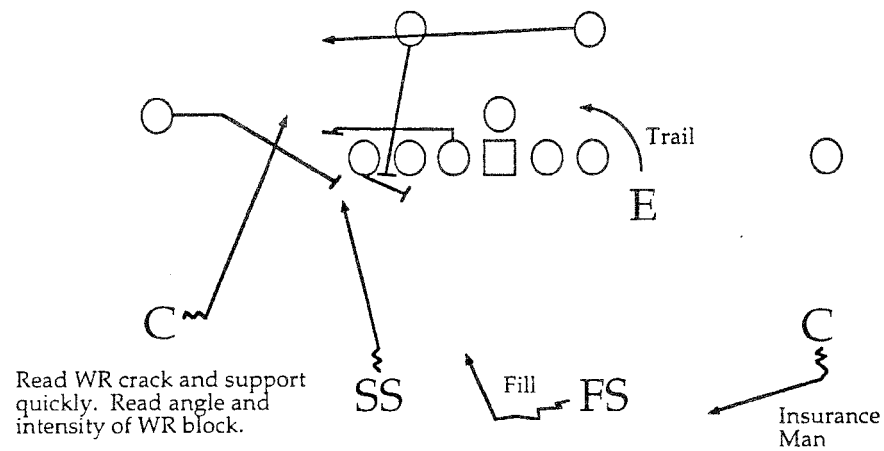 Trail
E
C
C
Read WR crack and support
quickly. Read angle and
intensity of WR block.
SS
Fill
FS
Insurance
Man